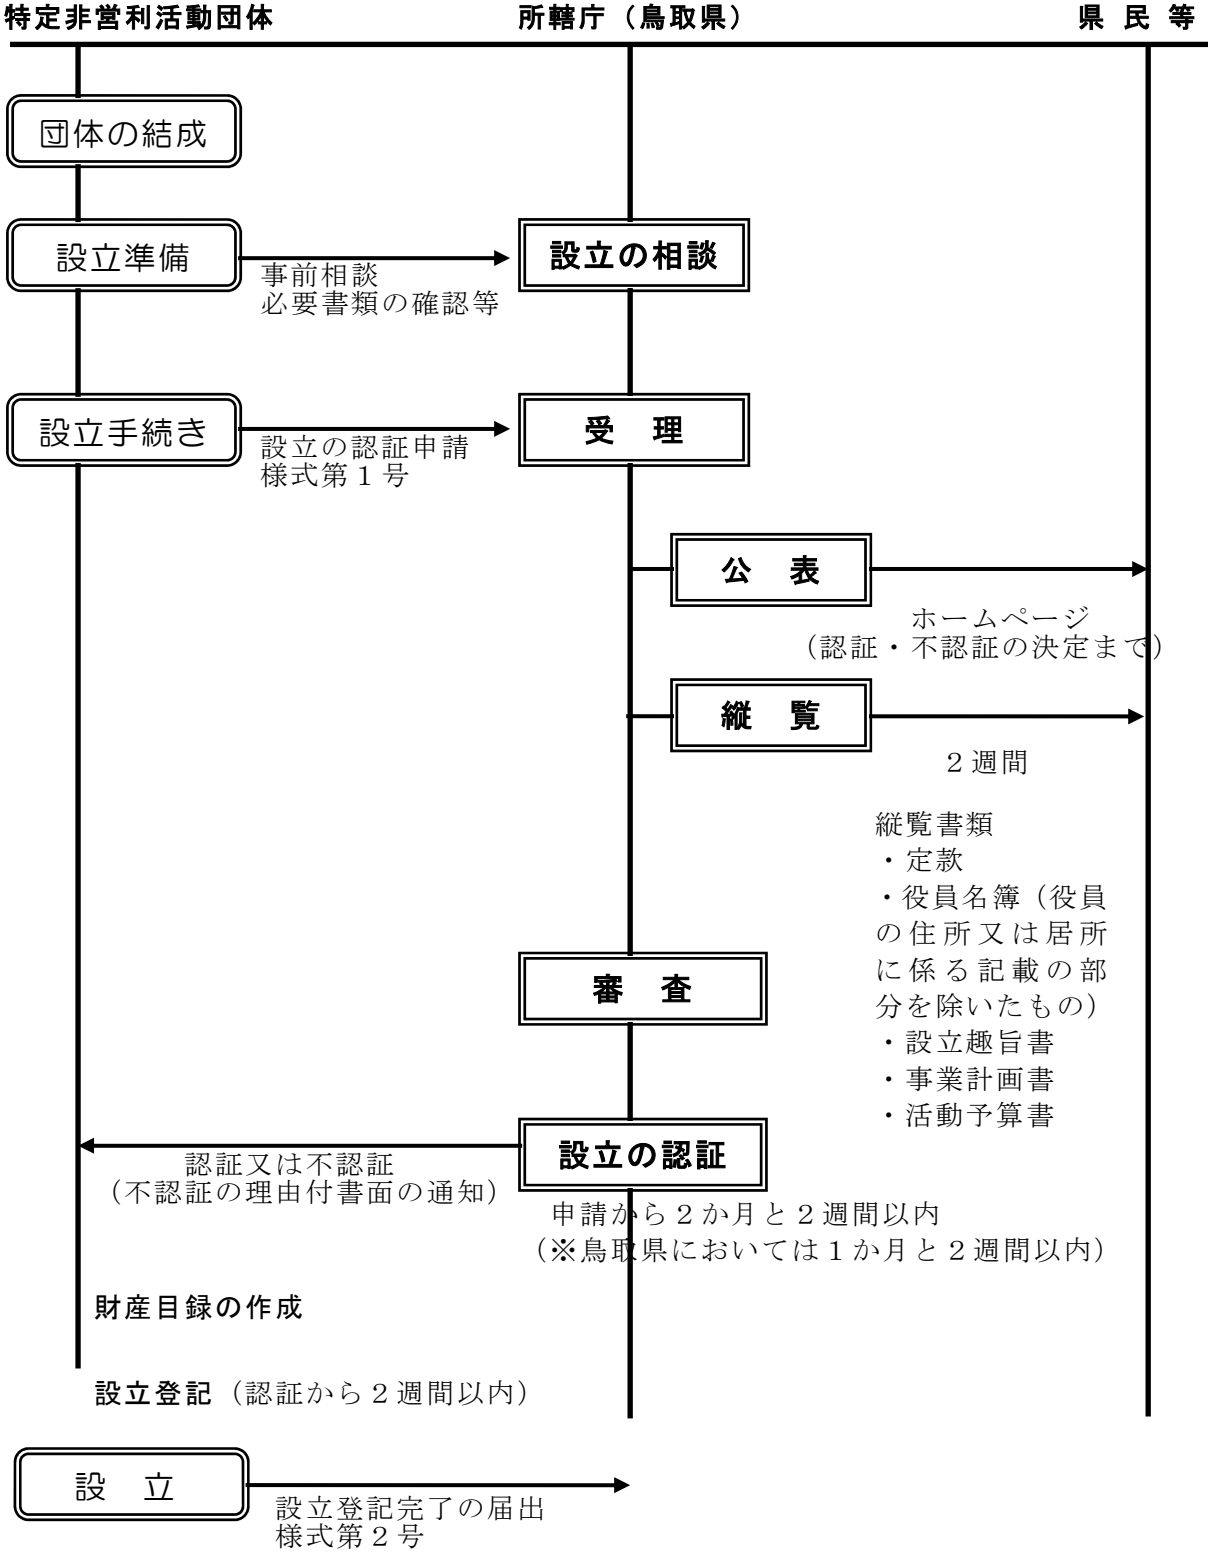 特定非営利活動団体
所轄庁（鳥取県）
県 民 等
団体の結成
設立準備
事前相談
必要書類の確認等
設立の相談
設立手続き
設立の認証申請
様式第１号
受　理
公　表
ホームページ
（認証・不認証の決定まで）
縦　覧
２週間
縦覧書類
・定款
・役員名簿（役員
の住所又は居所
に係る記載の部
分を除いたもの）
・設立趣旨書
・事業計画書
・活動予算書
審　査
設立の認証
認証又は不認証
（不認証の理由付書面の通知）
申請から２か月と２週間以内
（※鳥取県においては１か月と２週間以内）
財産目録の作成
設立登記（認証から２週間以内）
設　立
設立登記完了の届出
様式第２号